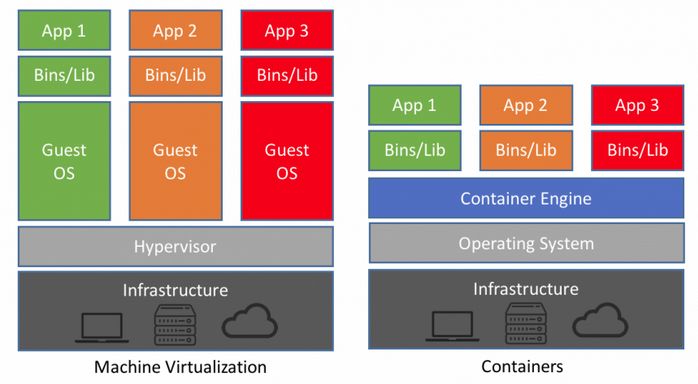 App 1
App 2
App 3
Bins/Lib
Bins/Lib
Bins/Lib
Guest
OS
Guest
OS
Guest
OS
Hypervisor
Infrastructure
Machine Virtualization
App 1
App 2
App 3
Bins/Lib
Bins/Lib
Bins/Lib
Container Engine
Operating System
Infrastructure
Containers